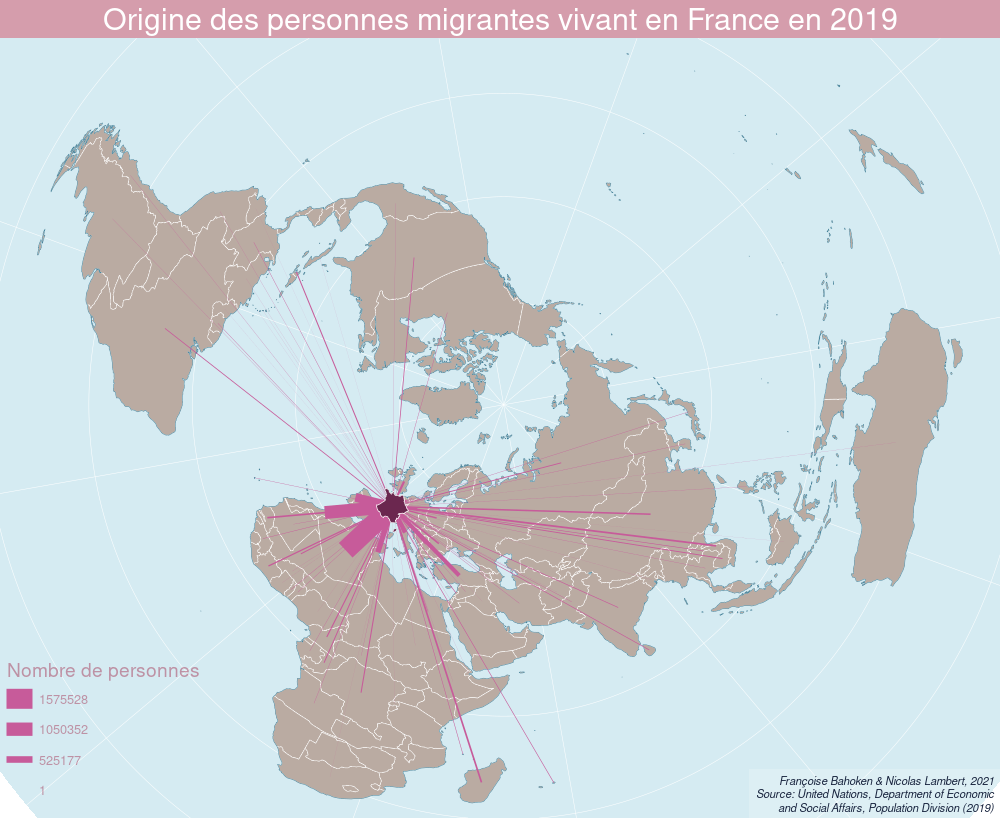 Origine des personnes migrantes vivant en France en 2019
Nombre de personnes
1575528
1050352
525177
1
Françoise Bahoken & Nicolas Lambert, 2021
Source: United Nations, Department of Economic
and Social Affairs, Population Division (2019)